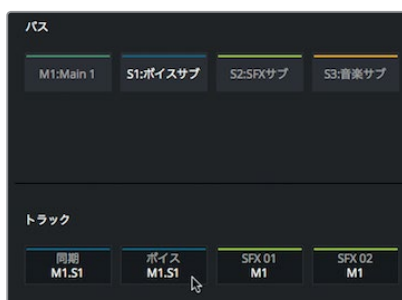 バス
M1:Main 1
S1:ボイスサブ
S2:SFXサブ
S3:音楽サブ
トラック
同期
M1.S1
ボイス
M1.S1
SFX 01
M1
SFX 02
M1